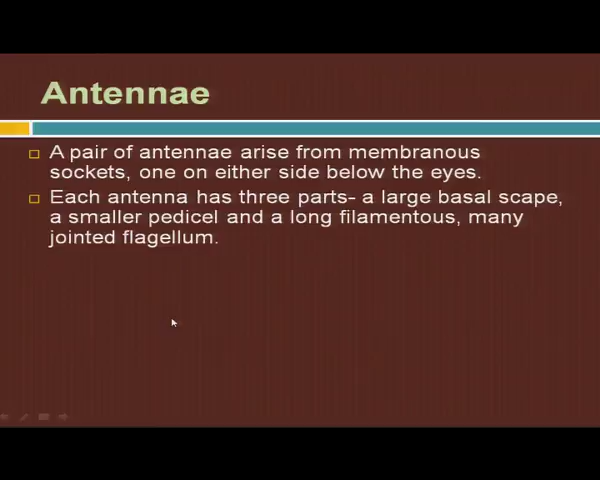 Antennae
A pair of antennae arise from membranous
sockets, one on either side below the eyes.
Each antenna has three parts- a large basal scape,
a smaller pedicel and a long filamentous, many
jointed flagellum.